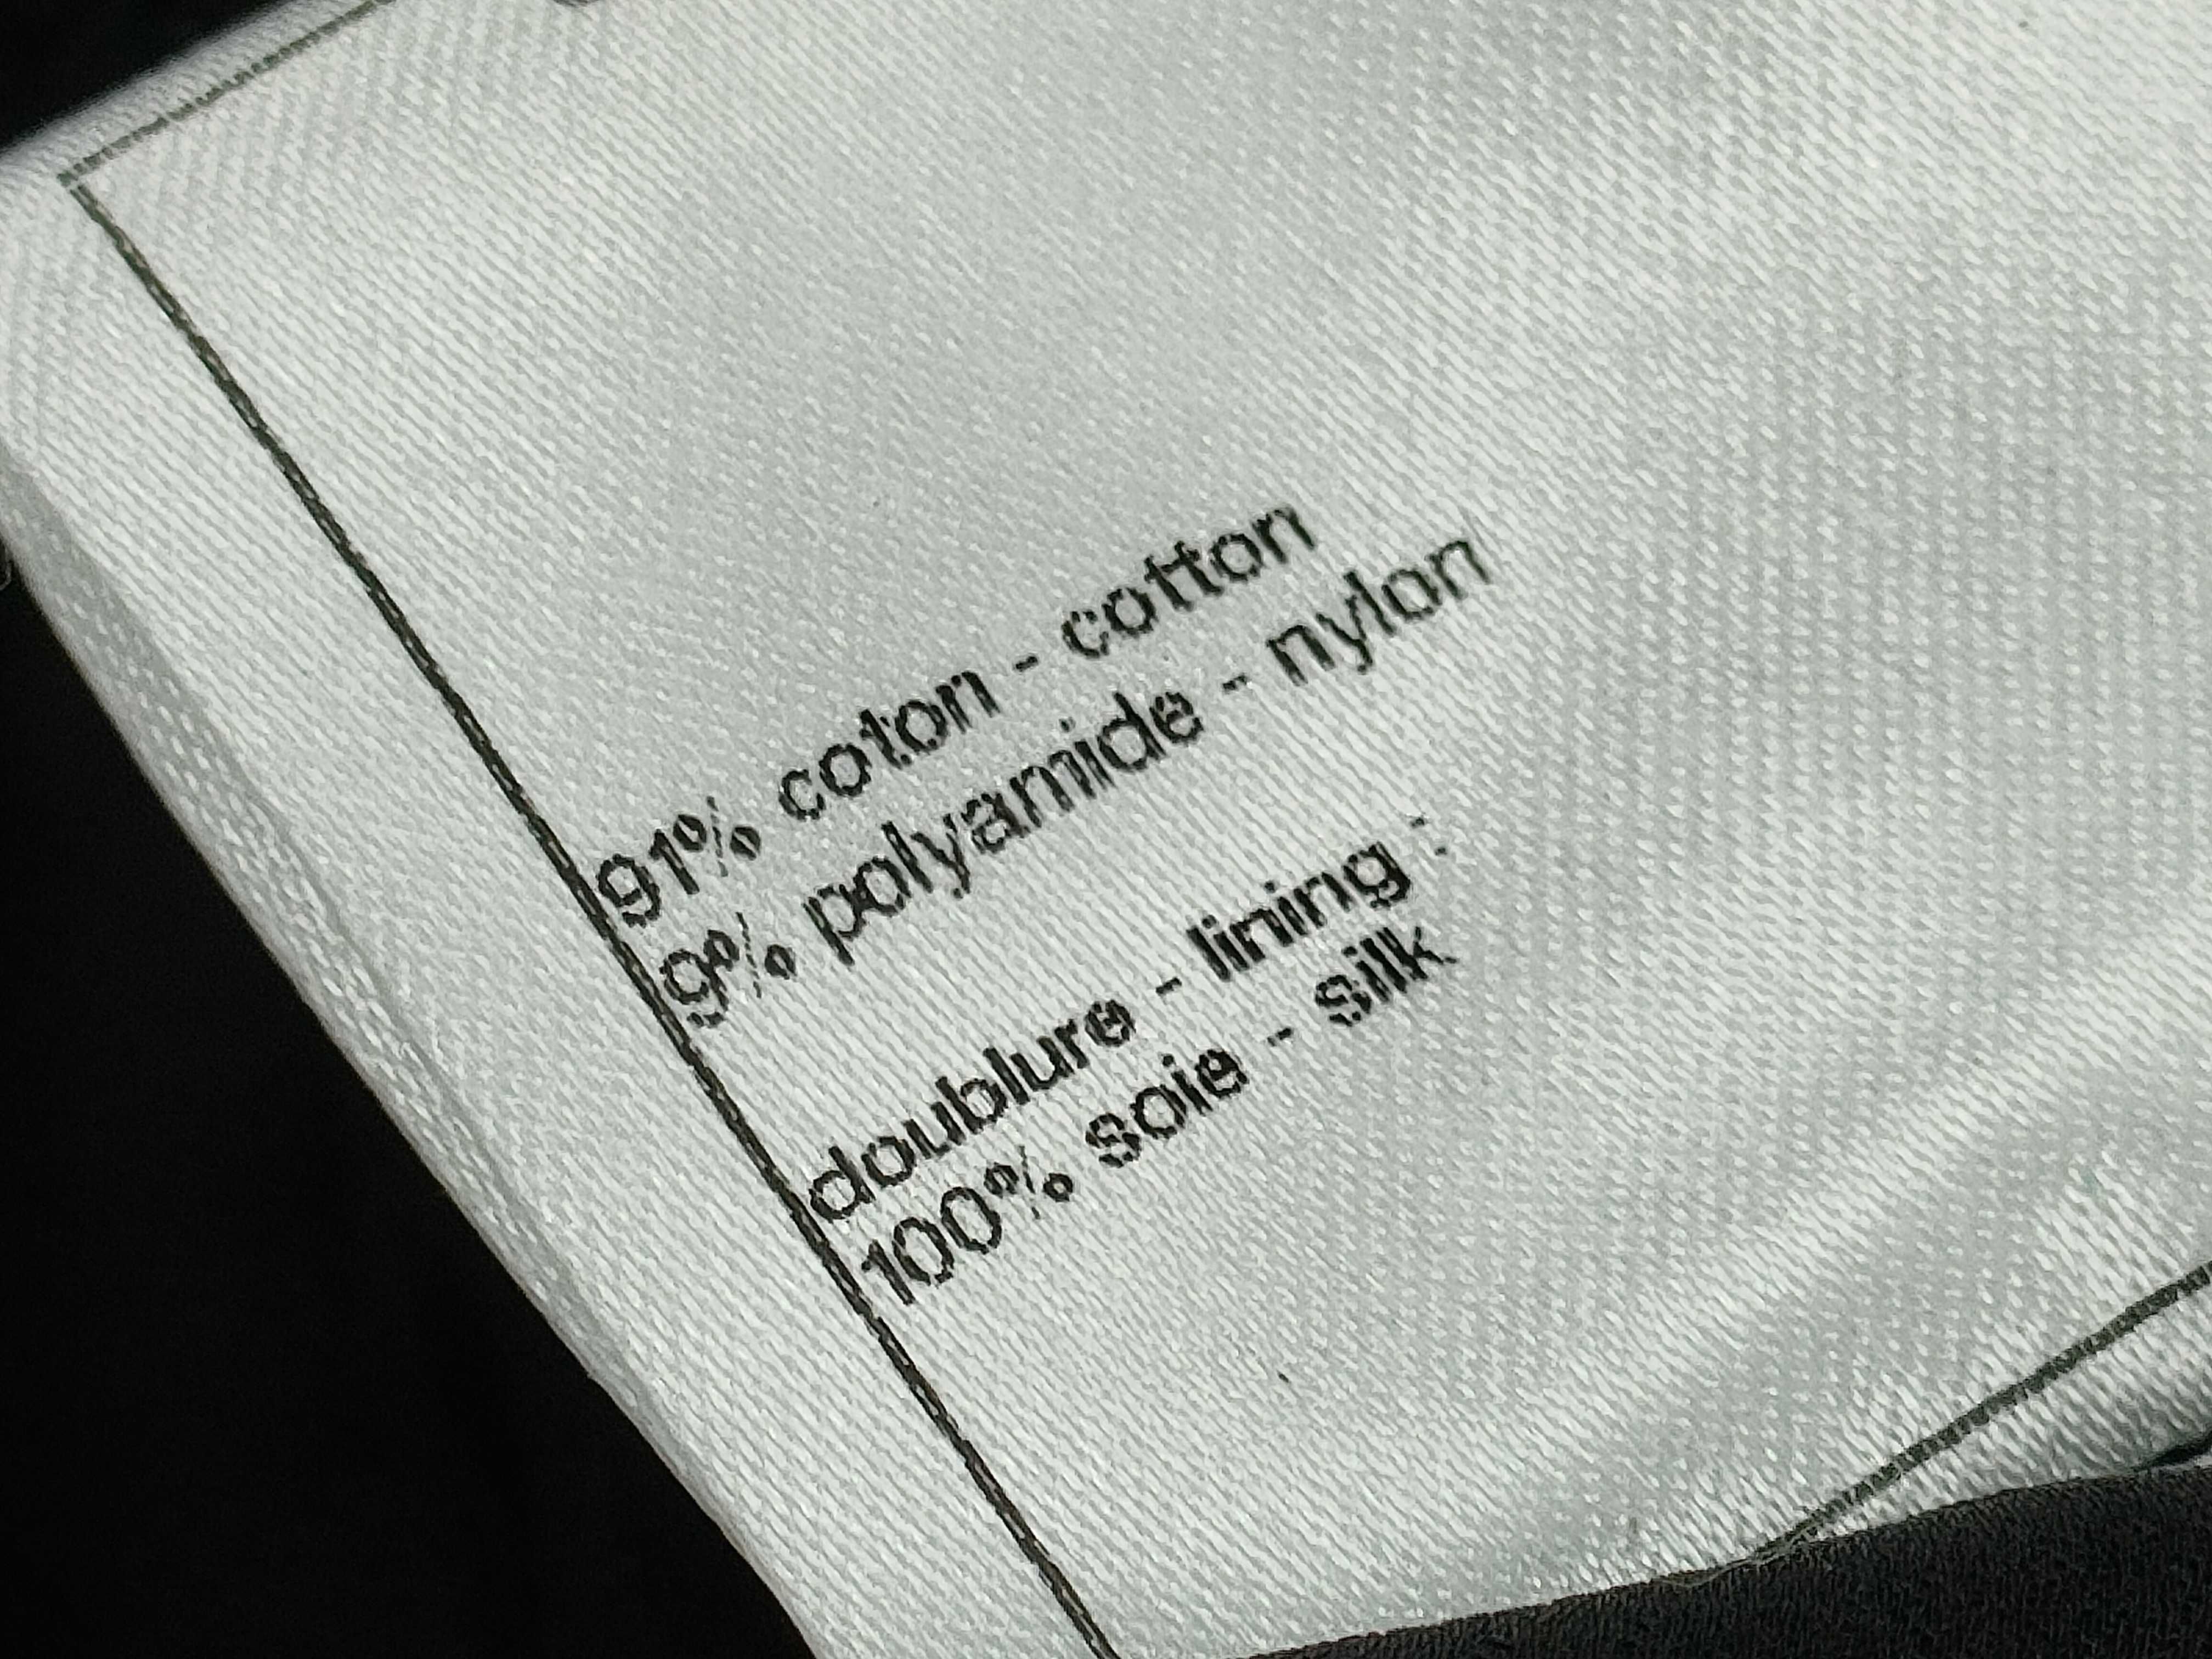 91% coton - cotton
9% polyamide - nylon
doublure - lining :
100% soie - silk